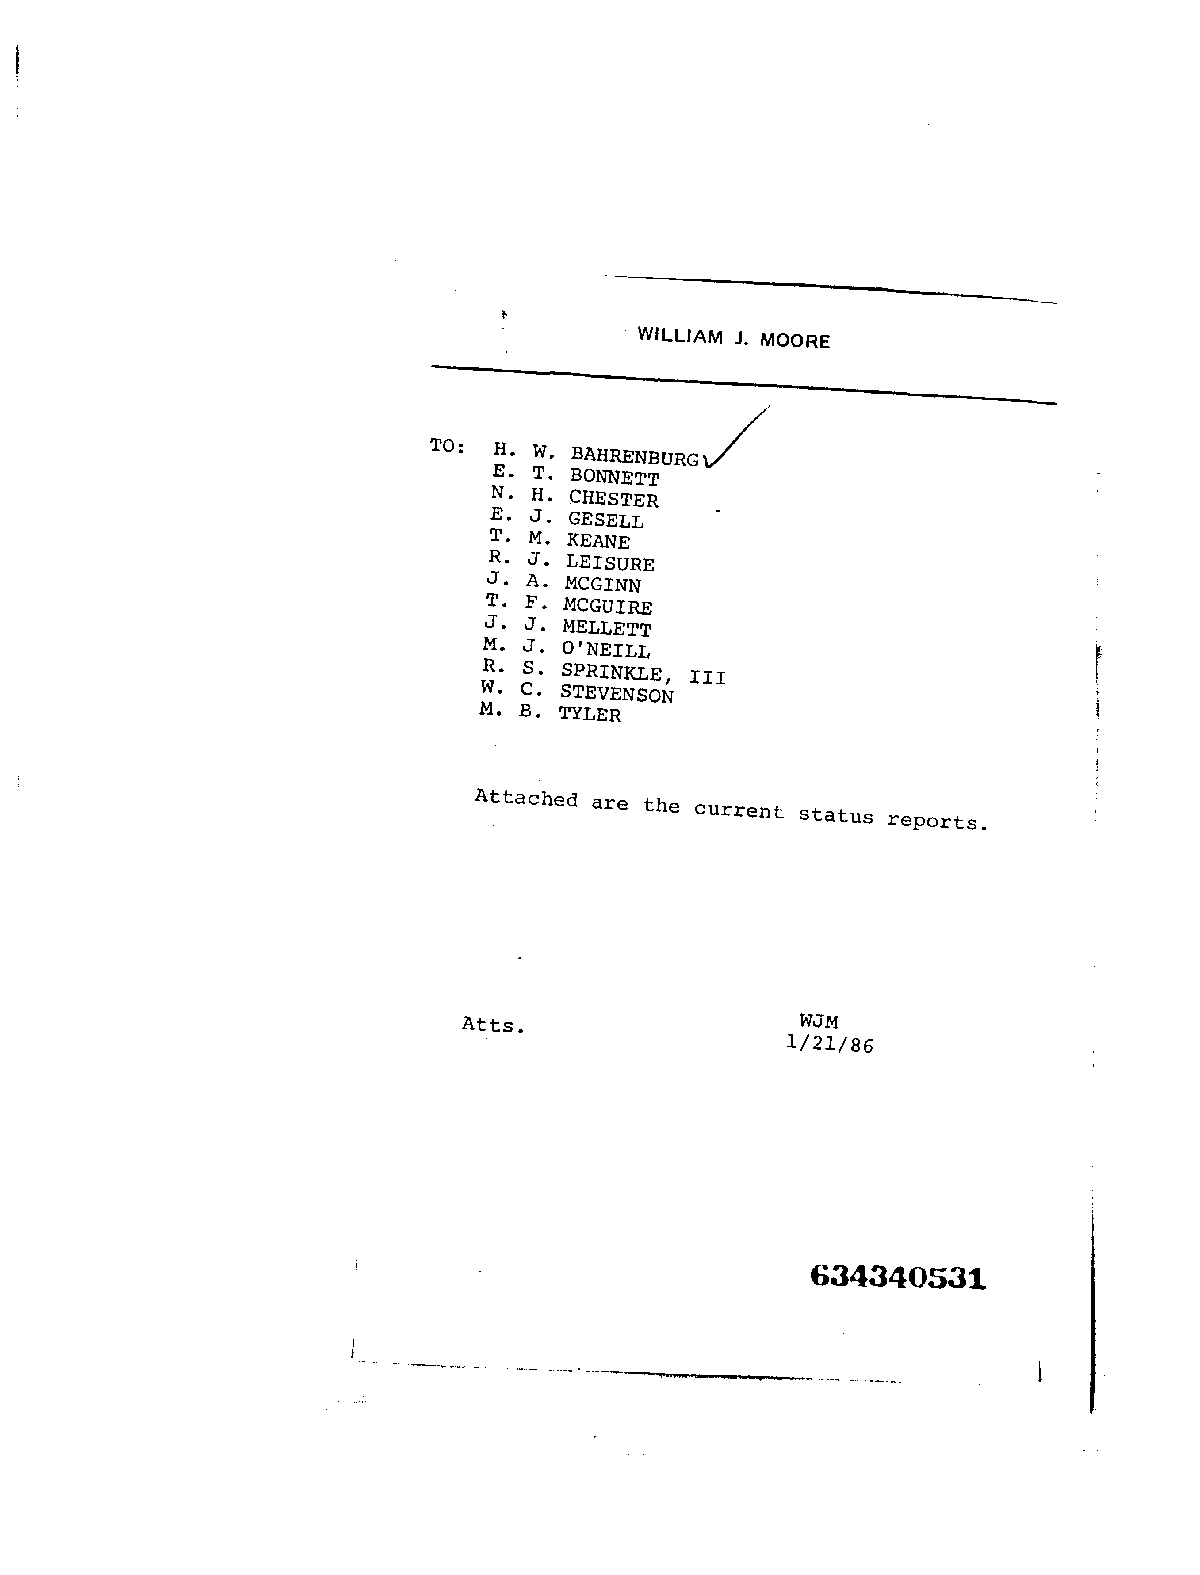 WILLIAM J. MOORE
TO: H. W. BAHRENBURG
E. T. BONNETT
N. H. CHESTER
E. J. GESELL
T. M. KEANE
R. J. LEISURE
J. A. MCGINN
T. F. MCGUIRE
J. J. MELLETT
M. J. O'NEILL
R. S. SPRINKLE, III
W. C. STEVENSON
M. B. TYLER
Attached are the current status reports.
Atts. WJM
1/21/86
634340531